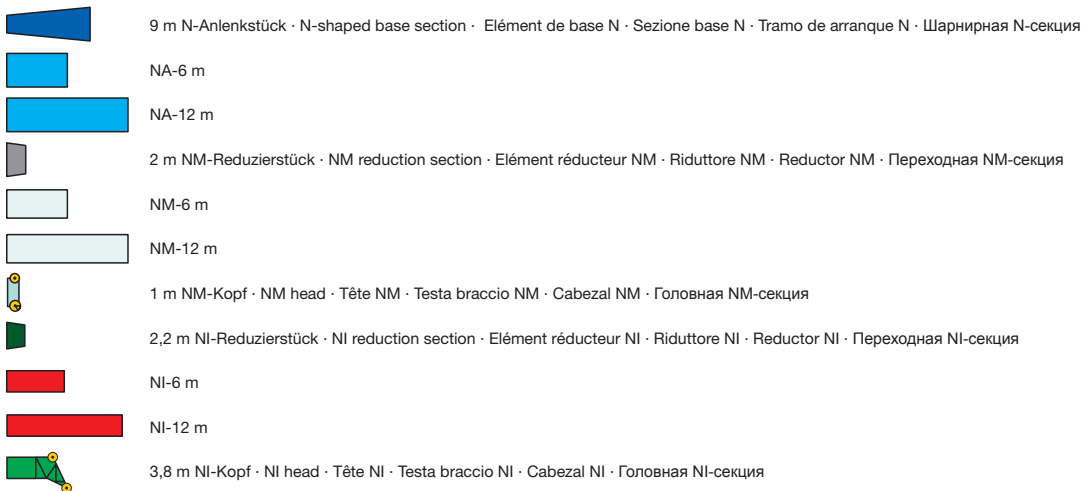 9 m N-Anlenkstück · N-shaped base section · Elément de base N · Sezione base N · Tramo de arranque N · Шарнирная N-секция
NA-6 m
NA-12 m
2 m NM-Reduzierstück · NM reduction section · Elément réducteur NM · Riduttore NM · Reductor NM · Переходная NM-секция
NM-6 m
NM-12 m
1 m NM-Kopf · NM head · Tête NM · Testa braccio NM · Cabezal NM · Головная NM-секция
2,2 m NI-Reduzierstück · NI reduction section · Elément réducteur NI · Riduttore NI · Reductor NI · Переходная NI-секция
NI-6 m
NI-12 m
3,8 m NI-Kopf · NI head · Tête NI · Testa braccio NI · Cabezal NI · Головная NI-секция